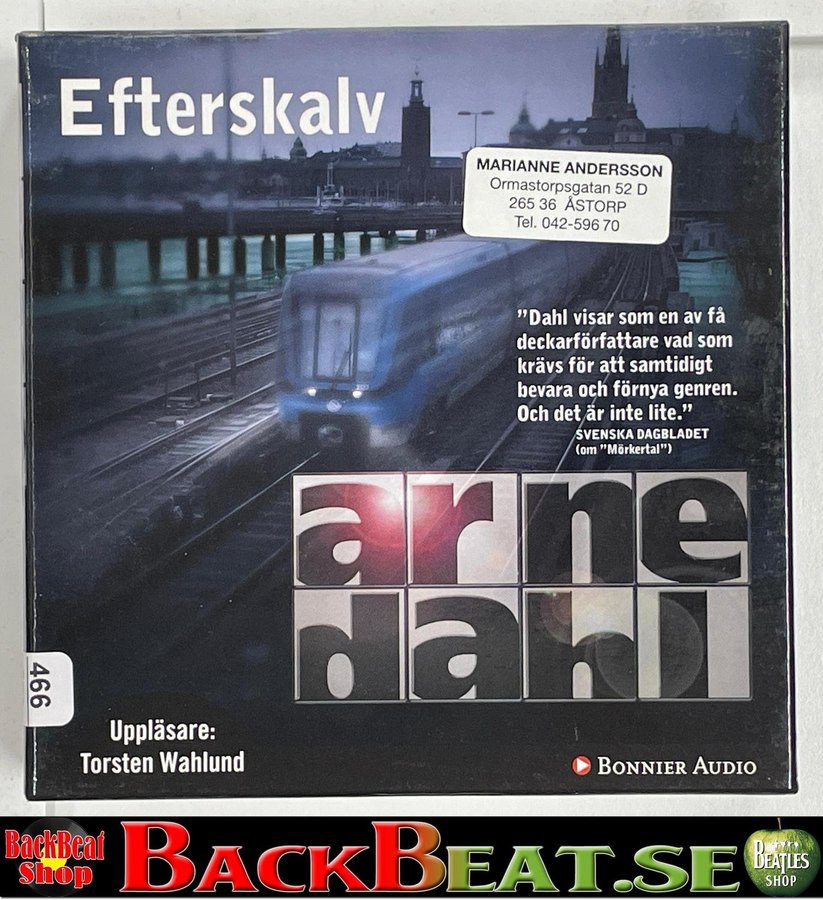 Efterskalv
MARIANNE ANDERSSON
Ormastorpsgatan 52 D
265 36 ÅSTORP
Tel. 042-596 70
”Dahl visar som en av få
deckarförfattare vad som
krävs för att samtidigt
bevara och förnya genren.
Och det är inte lite.”
SVENSKA DAGBLADET
(om ”Mörkertal”)
arne
dahl
466
Uppläsare:
Torsten Wahlund
BONNIER AUDIO
BackBeat
Shop
BACKBEAT.SE
BEATLES
SHOP